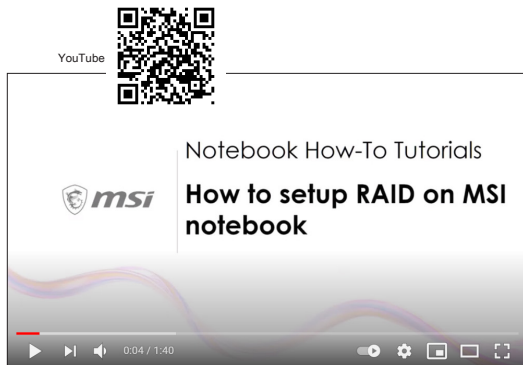 YouTube
Notebook How-To Tutorials
msi
How to setup RAID on MSI
notebook
0:04 / 1:40